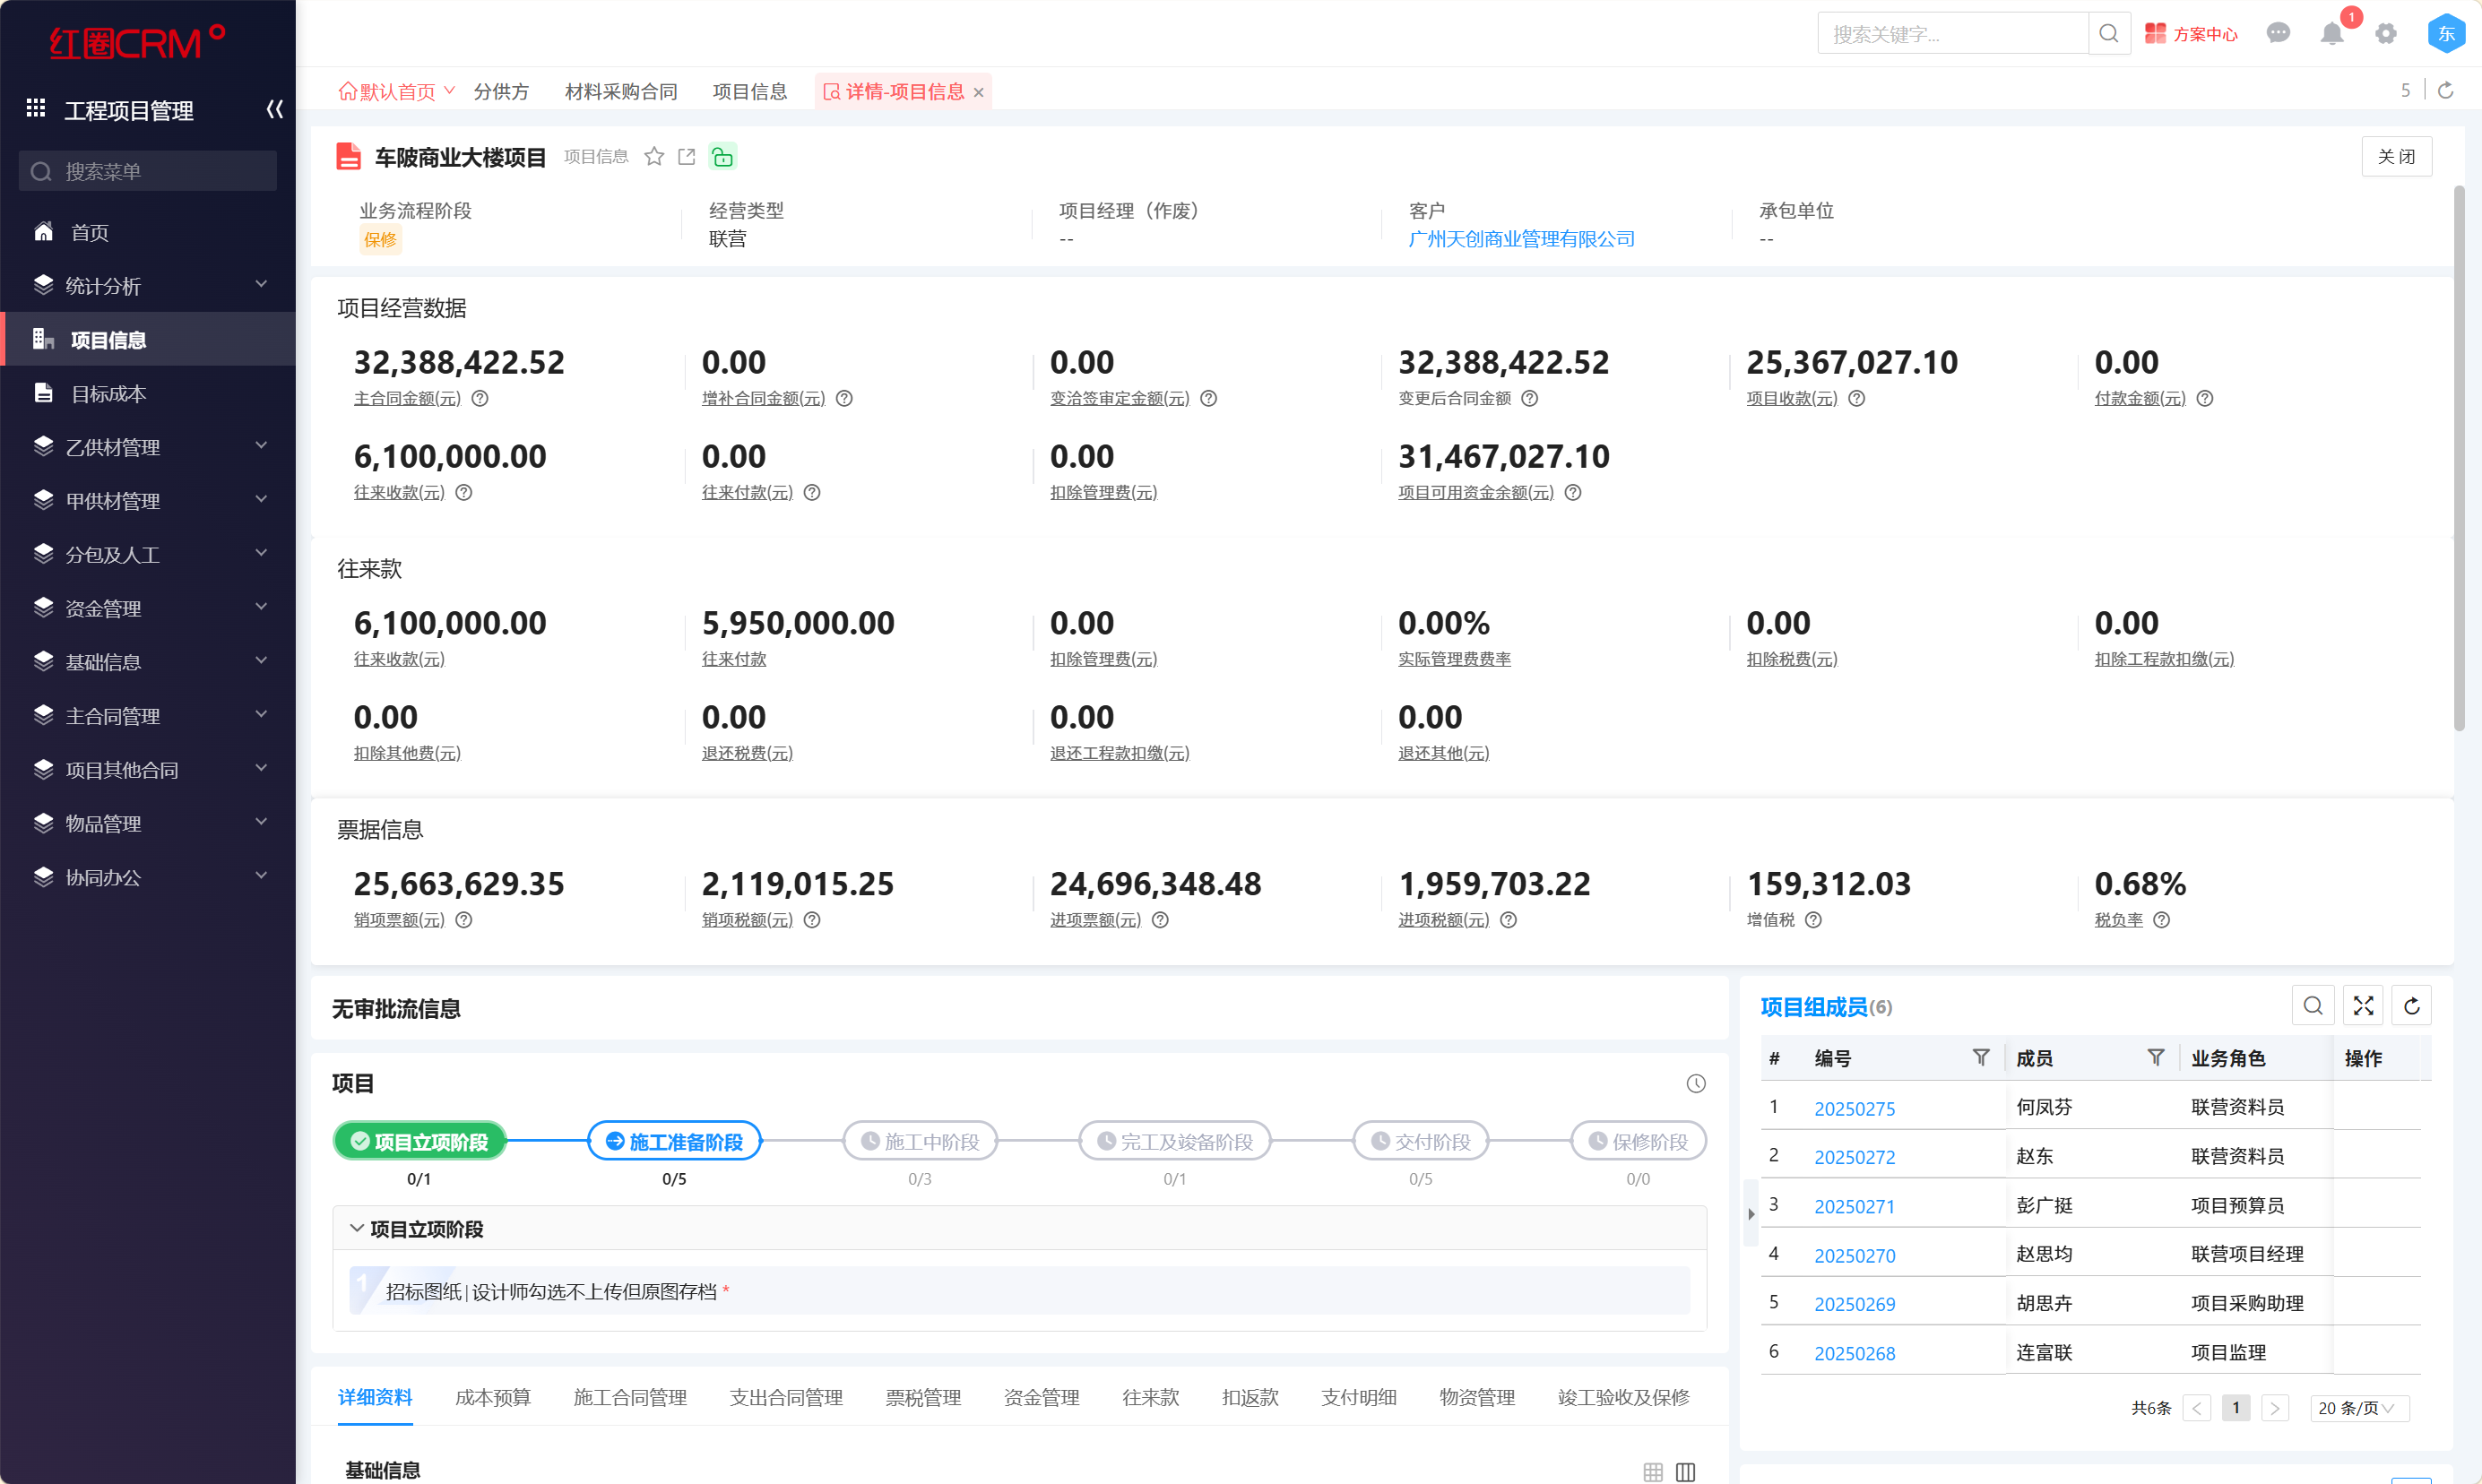 红圈CRM
搜索关键字...
方案中心
1
东
工程项目管理
默认首页
分供方
材料采购合同
项目信息
详情-项目信息
5
搜索菜单
首页
统计分析
项目信息
目标成本
乙供材管理
甲供材管理
分包及人工
资金管理
基础信息
主合同管理
项目其他合同
物品管理
协同办公
车陂商业大楼项目
项目信息
关 闭
业务流程阶段
经营类型
项目经理（作废）
客户
承包单位
保修
联营
--
广州天创商业管理有限公司
--
项目经营数据
32,388,422.52
0.00
0.00
32,388,422.52
25,367,027.10
0.00
主合同金额(元)
增补合同金额(元)
变洽签审定金额(元)
变更后合同金额
项目收款(元)
付款金额(元)
6,100,000.00
0.00
0.00
31,467,027.10
往来收款(元)
往来付款(元)
扣除管理费(元)
项目可用资金余额(元)
往来款
6,100,000.00
5,950,000.00
0.00
0.00%
0.00
0.00
往来收款(元)
往来付款
扣除管理费(元)
实际管理费费率
扣除税费(元)
扣除工程款扣缴(元)
0.00
0.00
0.00
0.00
扣除其他费(元)
退还税费(元)
退还工程款扣缴(元)
退还其他(元)
票据信息
25,663,629.35
2,119,015.25
24,696,348.48
1,959,703.22
159,312.03
0.68%
销项票额(元)
销项税额(元)
进项票额(元)
进项税额(元)
增值税
税负率
无审批流信息
项目
项目立项阶段
施工准备阶段
施工中阶段
完工及竣备阶段
交付阶段
保修阶段
0/1
0/5
0/3
0/1
0/5
0/0
项目立项阶段
1
招标图纸|设计师勾选不上传但原图存档 *
详细资料
成本预算
施工合同管理
支出合同管理
票税管理
资金管理
往来款
扣返款
支付明细
物资管理
竣工验收及保修
基础信息
项目组成员(6)
# 编号 成员 业务角色 操作
1 20250275 何凤芬 联营资料员
2 20250272 赵东 联营资料员
3 20250271 彭广挺 项目预算员
4 20250270 赵思均 联营项目经理
5 20250269 胡思卉 项目采购助理
6 20250268 连富联 项目监理
共6条
1
20 条/页